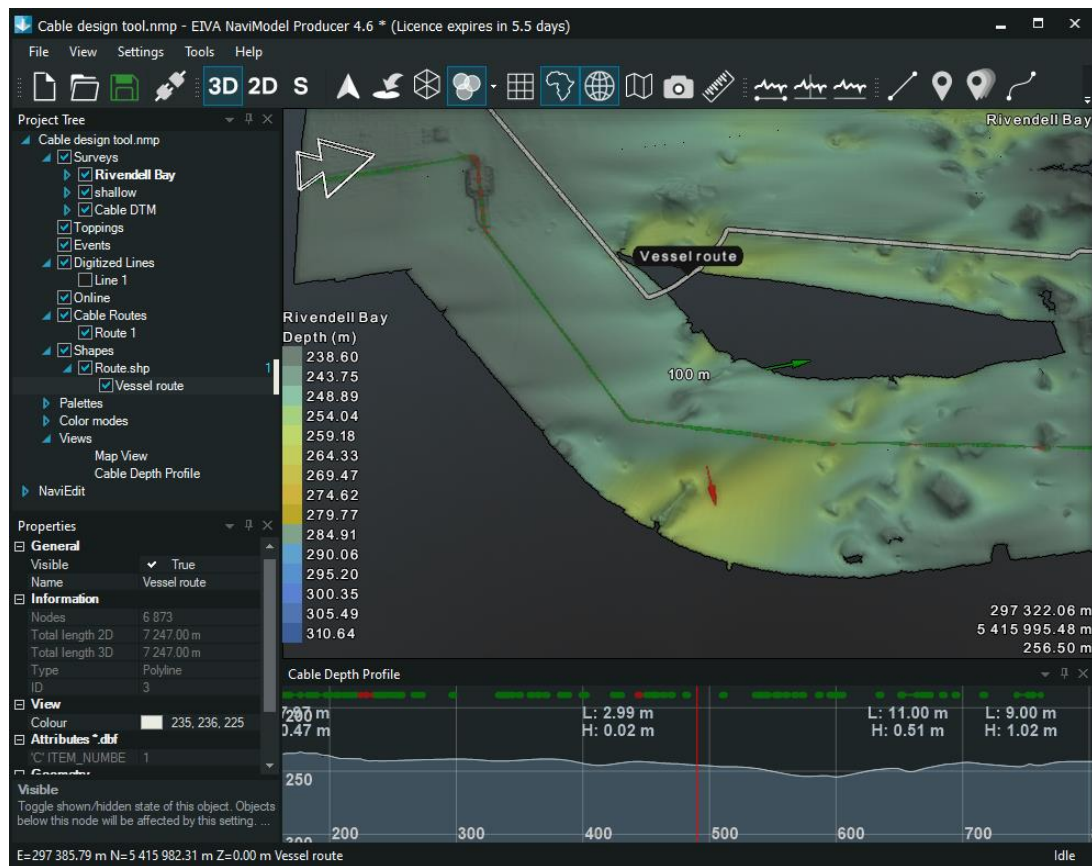 Cable design tool.nmp - EIVA NaviModel Producer 4.6 * (Licence expires in 5.5 days)
File View Settings Tools Help
3D 2D S
Project Tree
Cable design tool.nmp
Surveys
Rivendell Bay
shallow
Cable DTM
Toppings
Events
Digitized Lines
Line 1
Online
Cable Routes
Route 1
Shapes
Route.shp 1
Vessel route
Palettes
Color modes
Views
Map View
Cable Depth Profile
NaviEdit
Properties
General
Visible True
Name Vessel route
Information
Nodes 6 873
Total length 2D 7 247.00 m
Total length 3D 7 247.00 m
Type Polyline
ID 3
View
Colour 235, 236, 225
Attributes *.dbf
'C' ITEM_NUMBE 1
Geometry
Visible
Toggle shown/hidden state of this object. Objects
below this node will be affected by this setting. ...
Rivendell Bay
Vessel route
100 m
Rivendell Bay
Depth (m)
238.60
243.75
248.89
254.04
259.18
264.33
269.47
274.62
279.77
284.91
290.06
295.20
300.35
305.49
310.64
297 322.06 m
5 415 995.48 m
256.50 m
Cable Depth Profile
200
L: 2.99 m L: 11.00 m L: 9.00 m
0.47 m H: 0.02 m H: 0.51 m H: 1.02 m
250
300
200 300 400 500 600 700
E=297 385.79 m N=5 415 982.31 m Z=0.00 m Vessel route
Idle